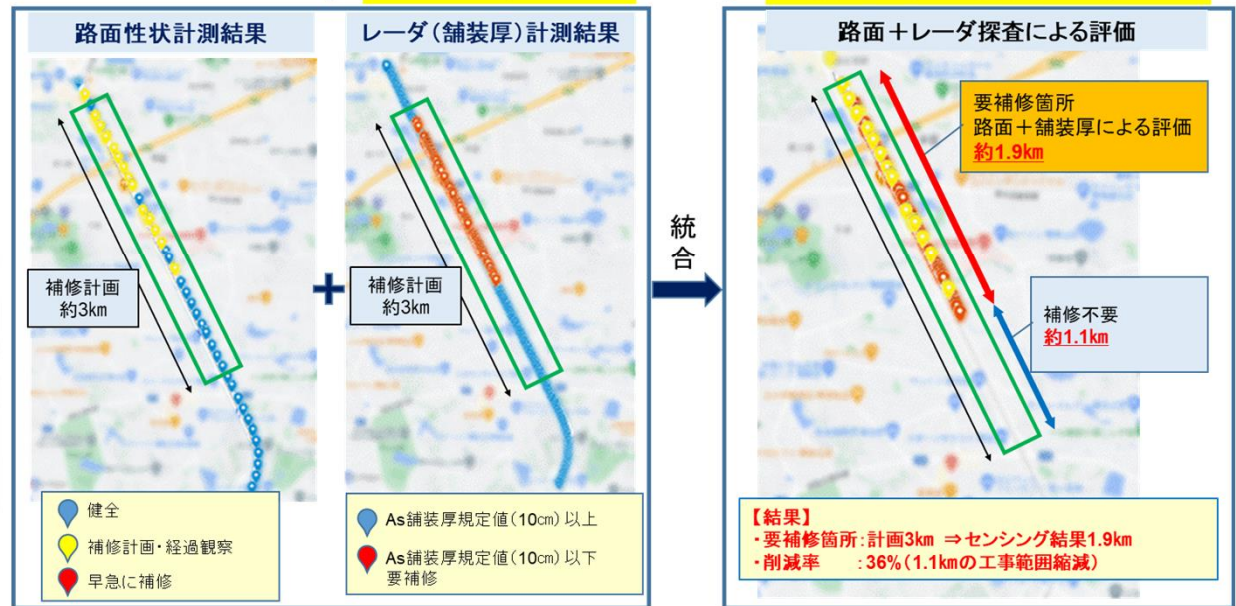 路面性状計測結果
補修計画
約3km
健全
補修計画・経過観察
早急に補修
+
レーダ(舗装厚)計測結果
補修計画
約3km
As舗装厚規定値(10㎝)以上
As舗装厚規定値(10㎝)以下
要補修
統合
路面+レーダ探査による評価
要補修箇所
路面+舗装厚による評価
約1.9km
補修不要
約1.1km
【結果】
・要補修箇所:計画3km ⇒センシング結果1.9km
・削減率 :36%(1.1kmの工事範囲縮減)